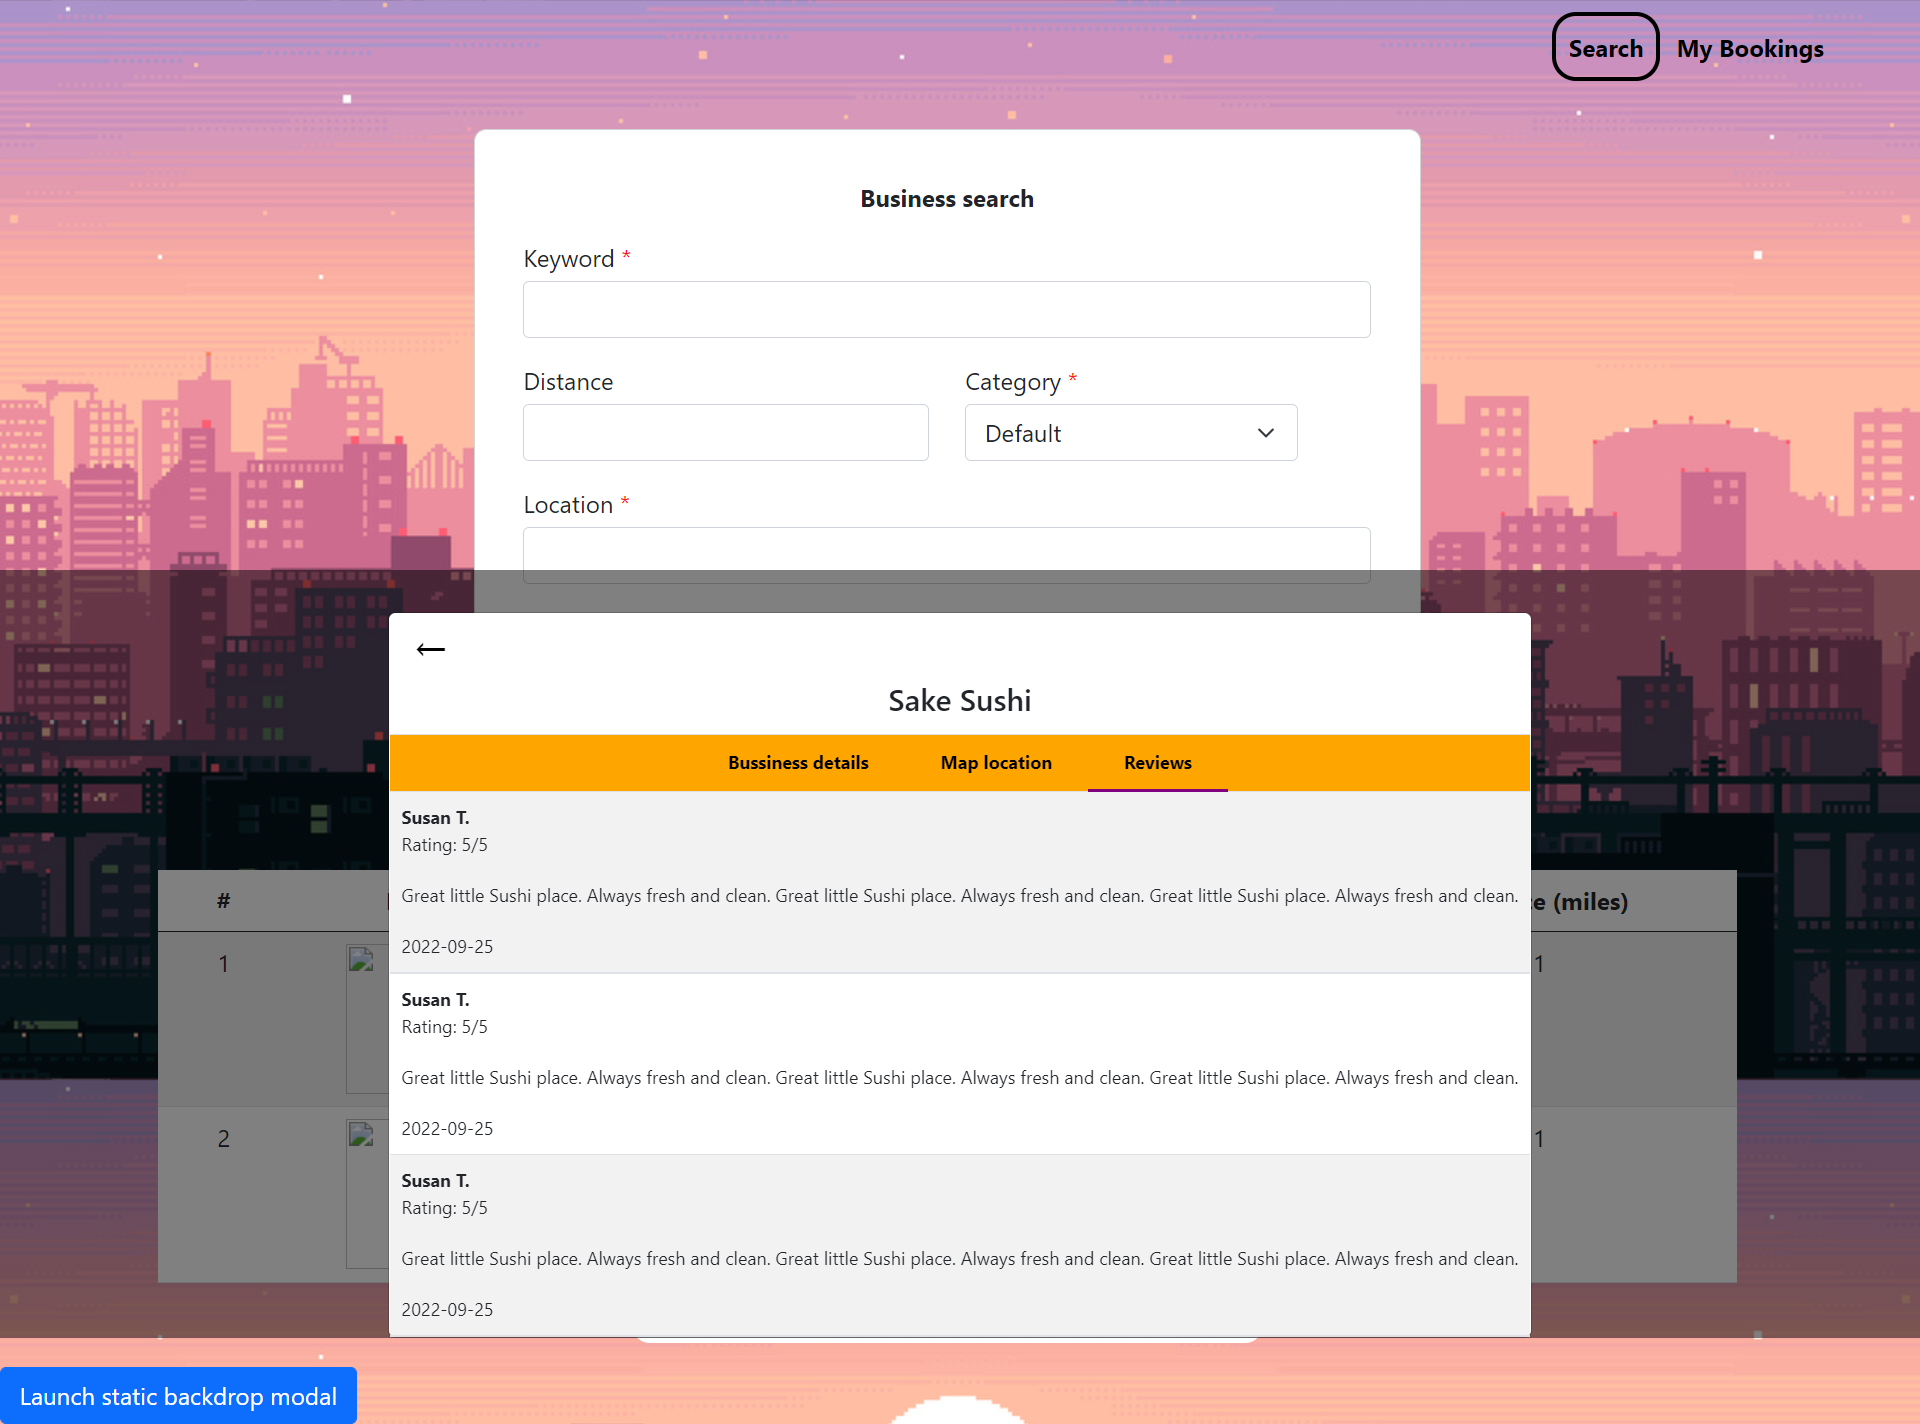 Search My Bookings
Business search
Keyword *
Distance
Category *
Default
Location *
Sake Sushi
Bussiness details Map location Reviews
Susan T.
Rating: 5/5
Great little Sushi place. Always fresh and clean. Great little Sushi place. Always fresh and clean. Great little Sushi place. Always fresh and clean.
2022-09-25
Susan T.
Rating: 5/5
Great little Sushi place. Always fresh and clean. Great little Sushi place. Always fresh and clean. Great little Sushi place. Always fresh and clean.
2022-09-25
Susan T.
Rating: 5/5
Great little Sushi place. Always fresh and clean. Great little Sushi place. Always fresh and clean. Great little Sushi place. Always fresh and clean.
2022-09-25
# (miles)
1 1
2 1
Launch static backdrop modal